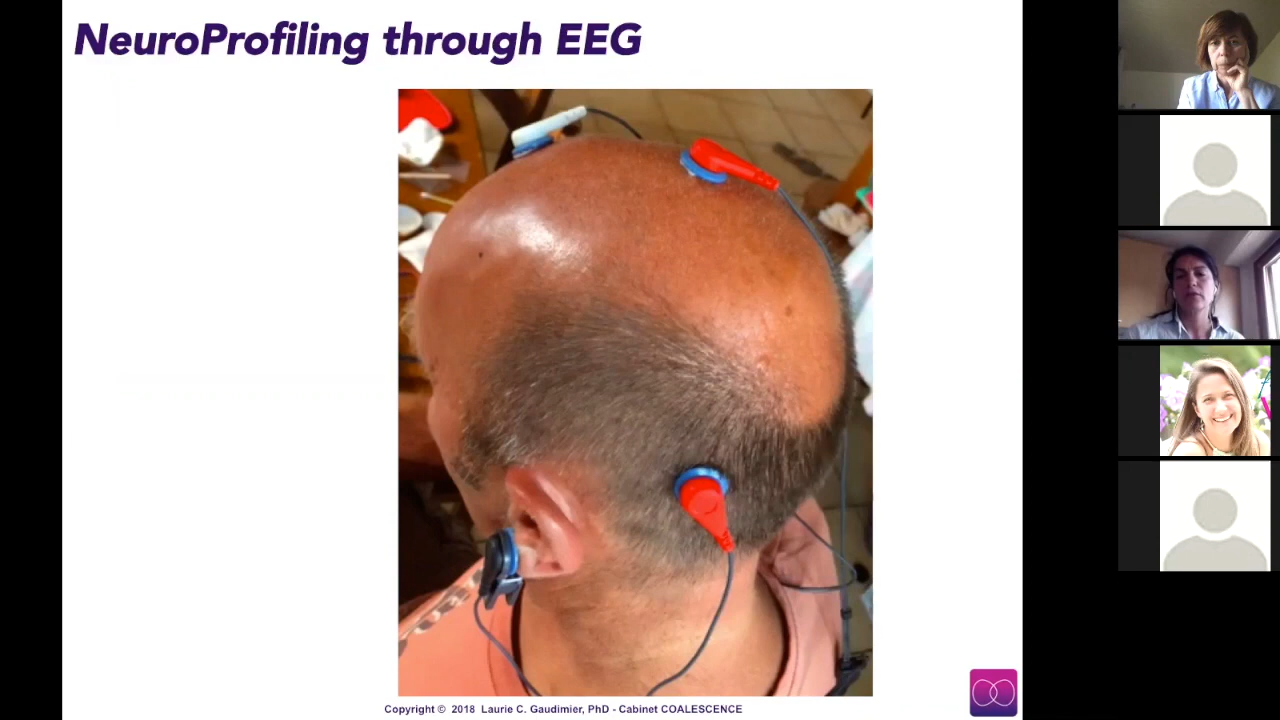 NeuroProfiling through EEG
Copyright © 2018 Laurie C. Gaudimier, PhD - Cabinet COALESCENCE